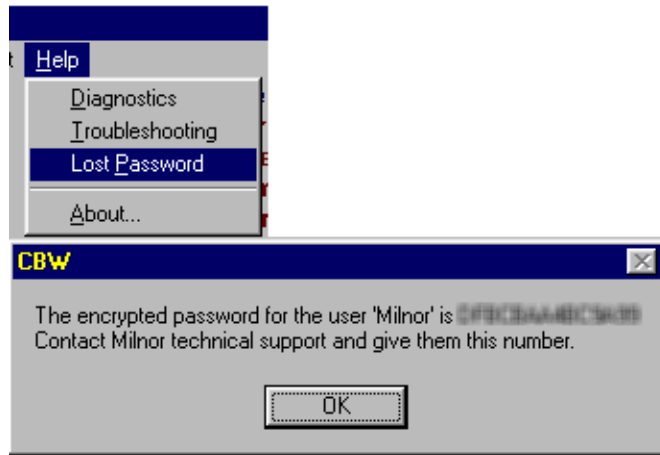 t Help
Diagnostics
Troubleshooting
Lost Password
About...
CBW
The encrypted password for the user 'Milnor' is
Contact Milnor technical support and give them this number.
OK